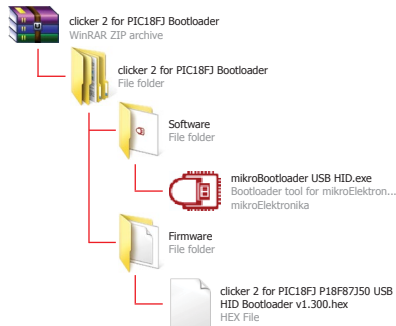 clicker 2 for PIC18FJ Bootloader
WinRAR ZIP archive
clicker 2 for PIC18FJ Bootloader
File folder
Software
File folder
mikroBootloader USB HID.exe
Bootloader tool for mikroElektron...
mikroElektronika
Firmware
File folder
clicker 2 for PIC18FJ P18F87J50 USB
HID Bootloader v1.300.hex
HEX File